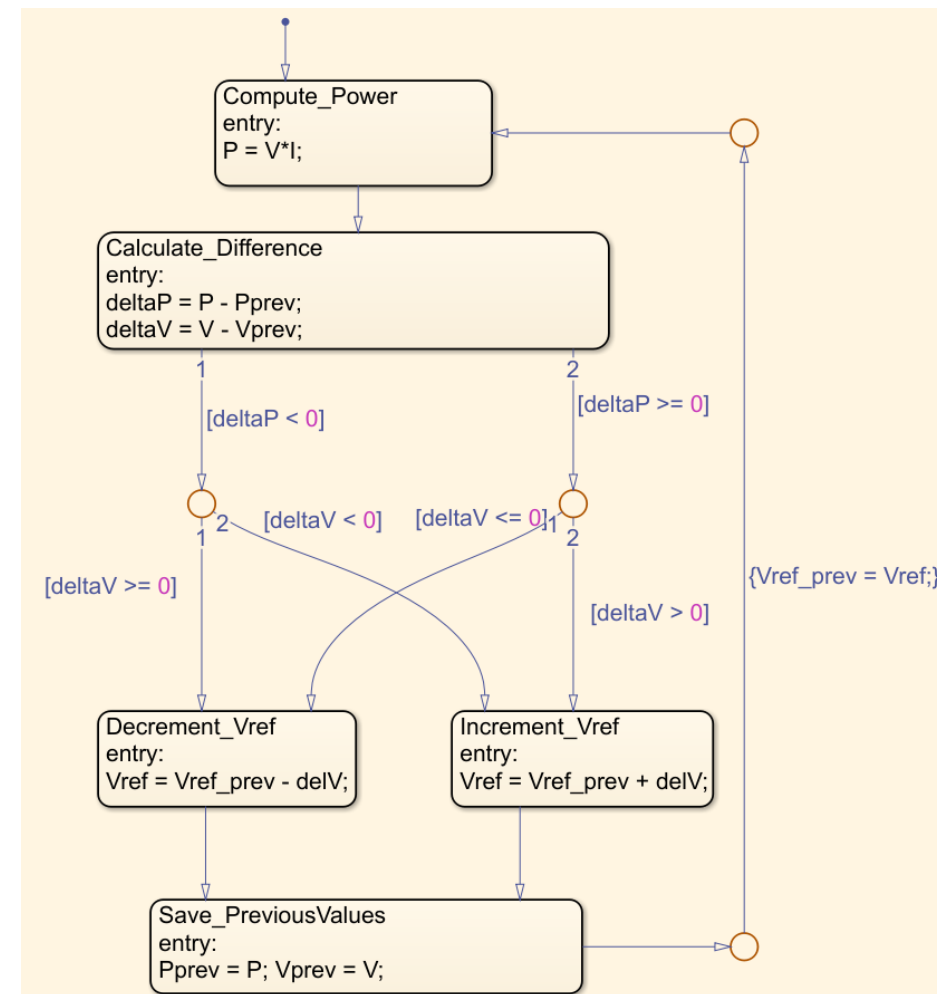 Compute_Power
entry:
P = V*I;
Calculate_Difference
entry:
deltaP = P - Pprev;
deltaV = V - Vprev;
1
2
[deltaP < 0]
[deltaP >= 0]
2
[deltaV < 0]
[deltaV <= 0]
1
1
2
[deltaV >= 0]
{Vref_prev = Vref;}
[deltaV > 0]
Decrement_Vref
entry:
Vref = Vref_prev - delV;
Increment_Vref
entry:
Vref = Vref_prev + delV;
Save_PreviousValues
entry:
Pprev = P; Vprev = V;